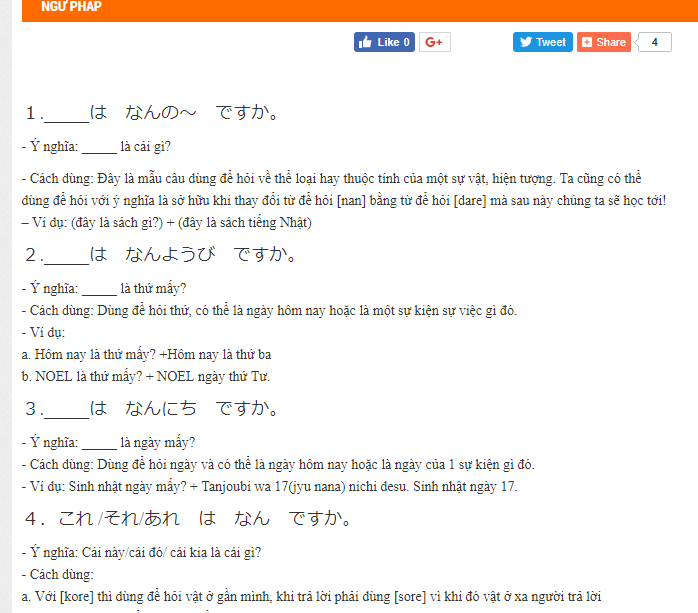 NGỮ PHÁP
Like 0
G+
Tweet
Share
4
１._____は　なんの～　ですか。
- Ý nghĩa: _____ là cái gì?
- Cách dùng: Đây là mẫu câu dùng để hỏi về thể loại hay thuộc tính của một sự vật, hiện tượng. Ta cũng có thể
dùng để hỏi với ý nghĩa là sở hữu khi thay đổi từ để hỏi [nan] bằng từ để hỏi [dare] mà sau này chúng ta sẽ học tới!
– Ví dụ: (đây là sách gì?) + (đây là sách tiếng Nhật)
２._____は　なんようび　ですか。
- Ý nghĩa: _____ là thứ mấy?
- Cách dùng: Dùng để hỏi thứ, có thể là ngày hôm nay hoặc là một sự kiện sự việc gì đó.
- Ví dụ:
a. Hôm nay là thứ mấy? +Hôm nay là thứ ba
b. NOEL là thứ mấy? + NOEL ngày thứ Tư.
３._____は　なんにち　ですか。
- Ý nghĩa: _____ là ngày mấy?
- Cách dùng: Dùng để hỏi ngày và có thể là ngày hôm nay hoặc là ngày của 1 sự kiện gì đó.
- Ví dụ: Sinh nhật ngày mấy? + Tanjoubi wa 17(jyu nana) nichi desu. Sinh nhật ngày 17.
４．これ /それ/あれ　は　なん　ですか。
- Ý nghĩa: Cái này/cái đó/ cái kia là cái gì?
- Cách dùng:
a. Với [kore] thì dùng để hỏi vật ở gần mình, khi trả lời phải dùng [sore] vì khi đó vật ở xa người trả lời